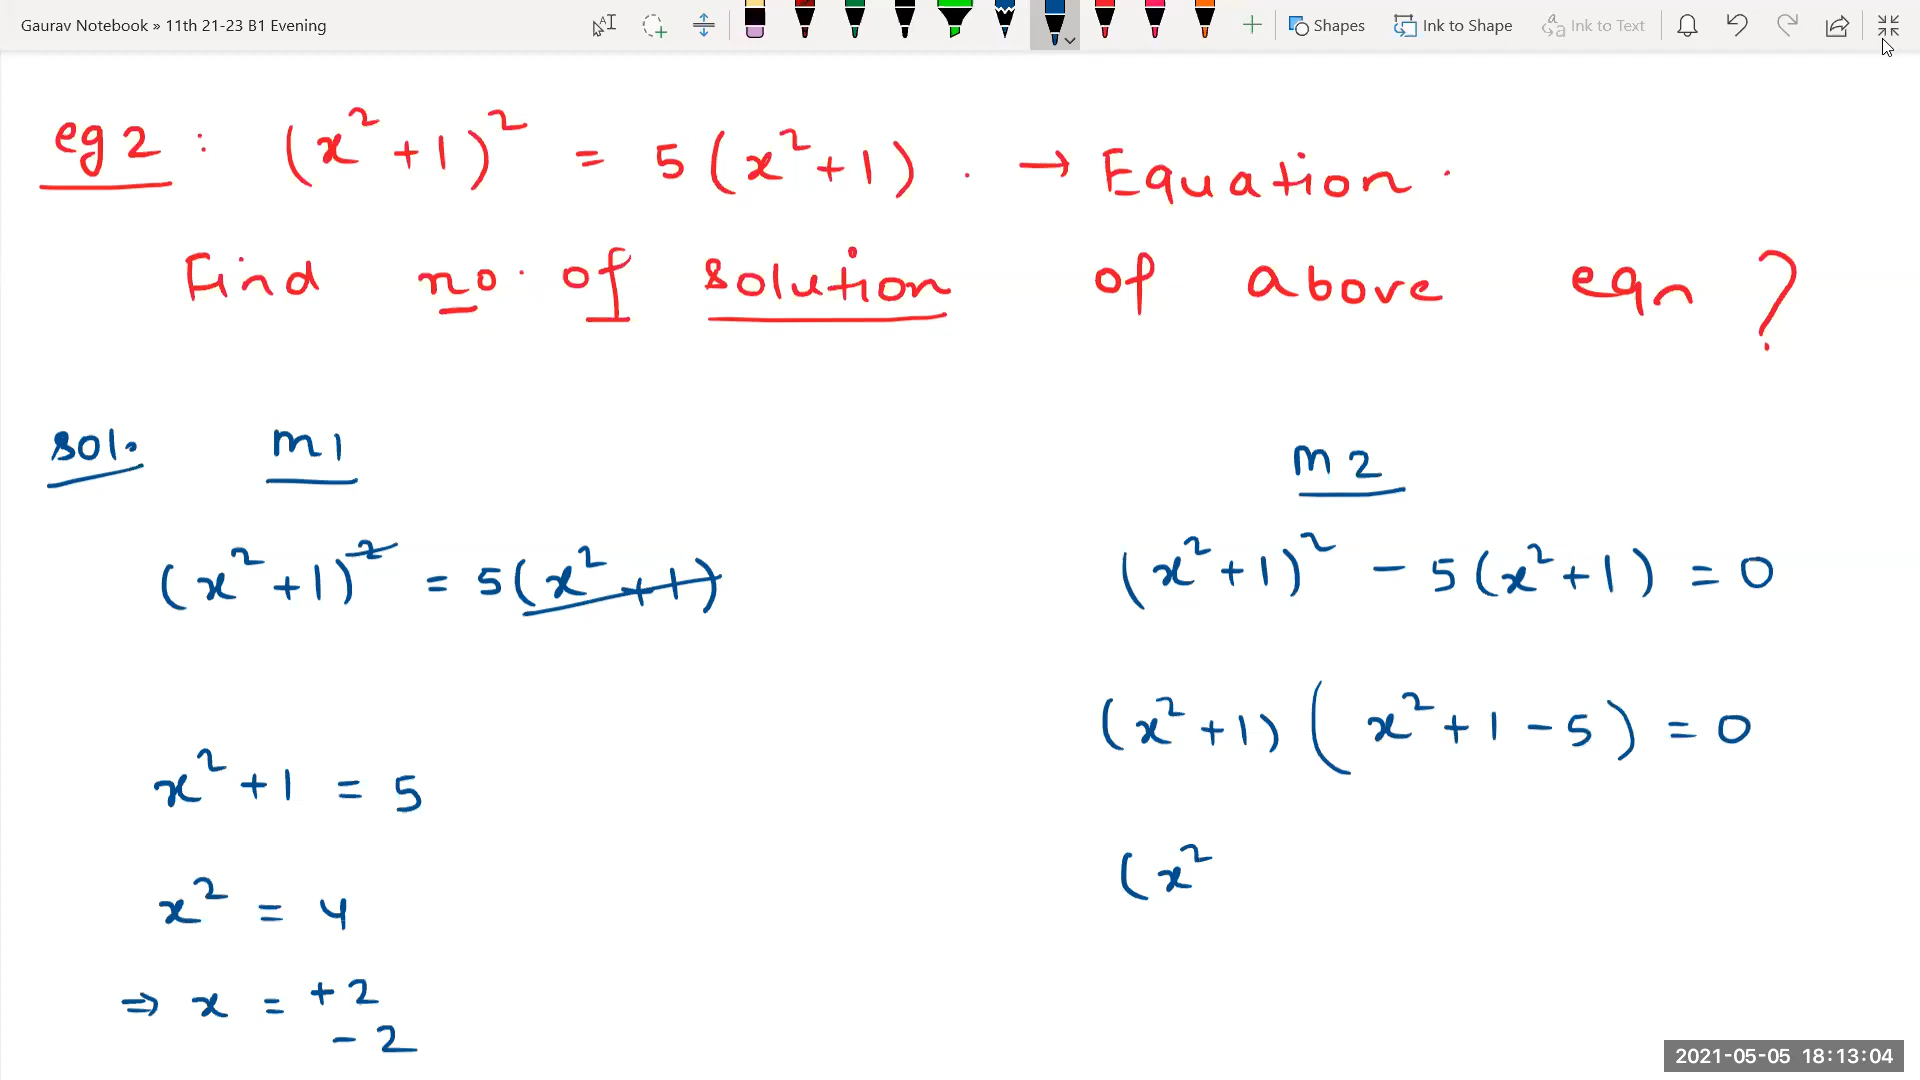 Gaurav Notebook » 11th 21-23 B1 Evening
Shapes
Ink to Shape
Ink to Text
eg 2 : (x² + 1)² = 5 (x² + 1) . → Equation .
Find no. of solution of above eqn ?
sol. m 1
(x² + 1)² = 5 (x² + 1)
x² + 1 = 5
x² = 4
⇒ x = + 2
- 2
m 2
(x² + 1)² - 5 (x² + 1) = 0
(x² + 1) ( x² + 1 - 5 ) = 0
(x²
2021-05-05 18:13:04